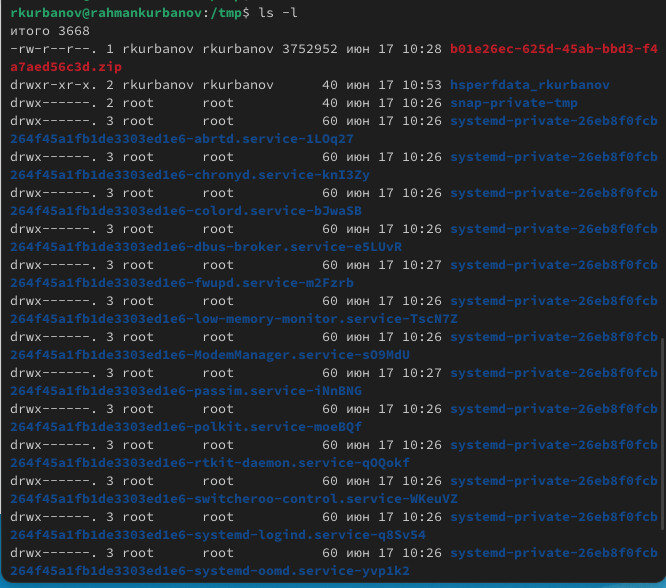 rkurbanov@rahmankurbanov:/tmp$ ls -l
итого 3668
-rw-r--r--. 1 rkurbanov rkurbanov 3752952 июн 17 10:28 b01e26ec-625d-45ab-bbd3-f4
a7aed56c3d.zip
drwxr-xr-x. 2 rkurbanov rkurbanov      40 июн 17 10:53 hsperfdata_rkurbanov
drwx------. 2 root      root           40 июн 17 10:26 snap-private-tmp
drwx------. 3 root      root           60 июн 17 10:26 systemd-private-26eb8f0fcb
264f45a1fb1de3303ed1e6-abrtd.service-1LOq27
drwx------. 3 root      root           60 июн 17 10:26 systemd-private-26eb8f0fcb
264f45a1fb1de3303ed1e6-chronyd.service-knI3Zy
drwx------. 3 root      root           60 июн 17 10:26 systemd-private-26eb8f0fcb
264f45a1fb1de3303ed1e6-colord.service-bJwaSB
drwx------. 3 root      root           60 июн 17 10:26 systemd-private-26eb8f0fcb
264f45a1fb1de3303ed1e6-dbus-broker.service-e5LUvR
drwx------. 3 root      root           60 июн 17 10:27 systemd-private-26eb8f0fcb
264f45a1fb1de3303ed1e6-fwupd.service-m2Fzrb
drwx------. 3 root      root           60 июн 17 10:26 systemd-private-26eb8f0fcb
264f45a1fb1de3303ed1e6-low-memory-monitor.service-TscN7Z
drwx------. 3 root      root           60 июн 17 10:26 systemd-private-26eb8f0fcb
264f45a1fb1de3303ed1e6-ModemManager.service-sO9MdU
drwx------. 3 root      root           60 июн 17 10:27 systemd-private-26eb8f0fcb
264f45a1fb1de3303ed1e6-passim.service-iNnBNG
drwx------. 3 root      root           60 июн 17 10:26 systemd-private-26eb8f0fcb
264f45a1fb1de3303ed1e6-polkit.service-moeBQf
drwx------. 3 root      root           60 июн 17 10:26 systemd-private-26eb8f0fcb
264f45a1fb1de3303ed1e6-rtkit-daemon.service-qOQokf
drwx------. 3 root      root           60 июн 17 10:26 systemd-private-26eb8f0fcb
264f45a1fb1de3303ed1e6-switcheroo-control.service-WKeuVZ
drwx------. 3 root      root           60 июн 17 10:26 systemd-private-26eb8f0fcb
264f45a1fb1de3303ed1e6-systemd-logind.service-q8Sv54
drwx------. 3 root      root           60 июн 17 10:26 systemd-private-26eb8f0fcb
264f45a1fb1de3303ed1e6-systemd-oomd.service-yvp1k2